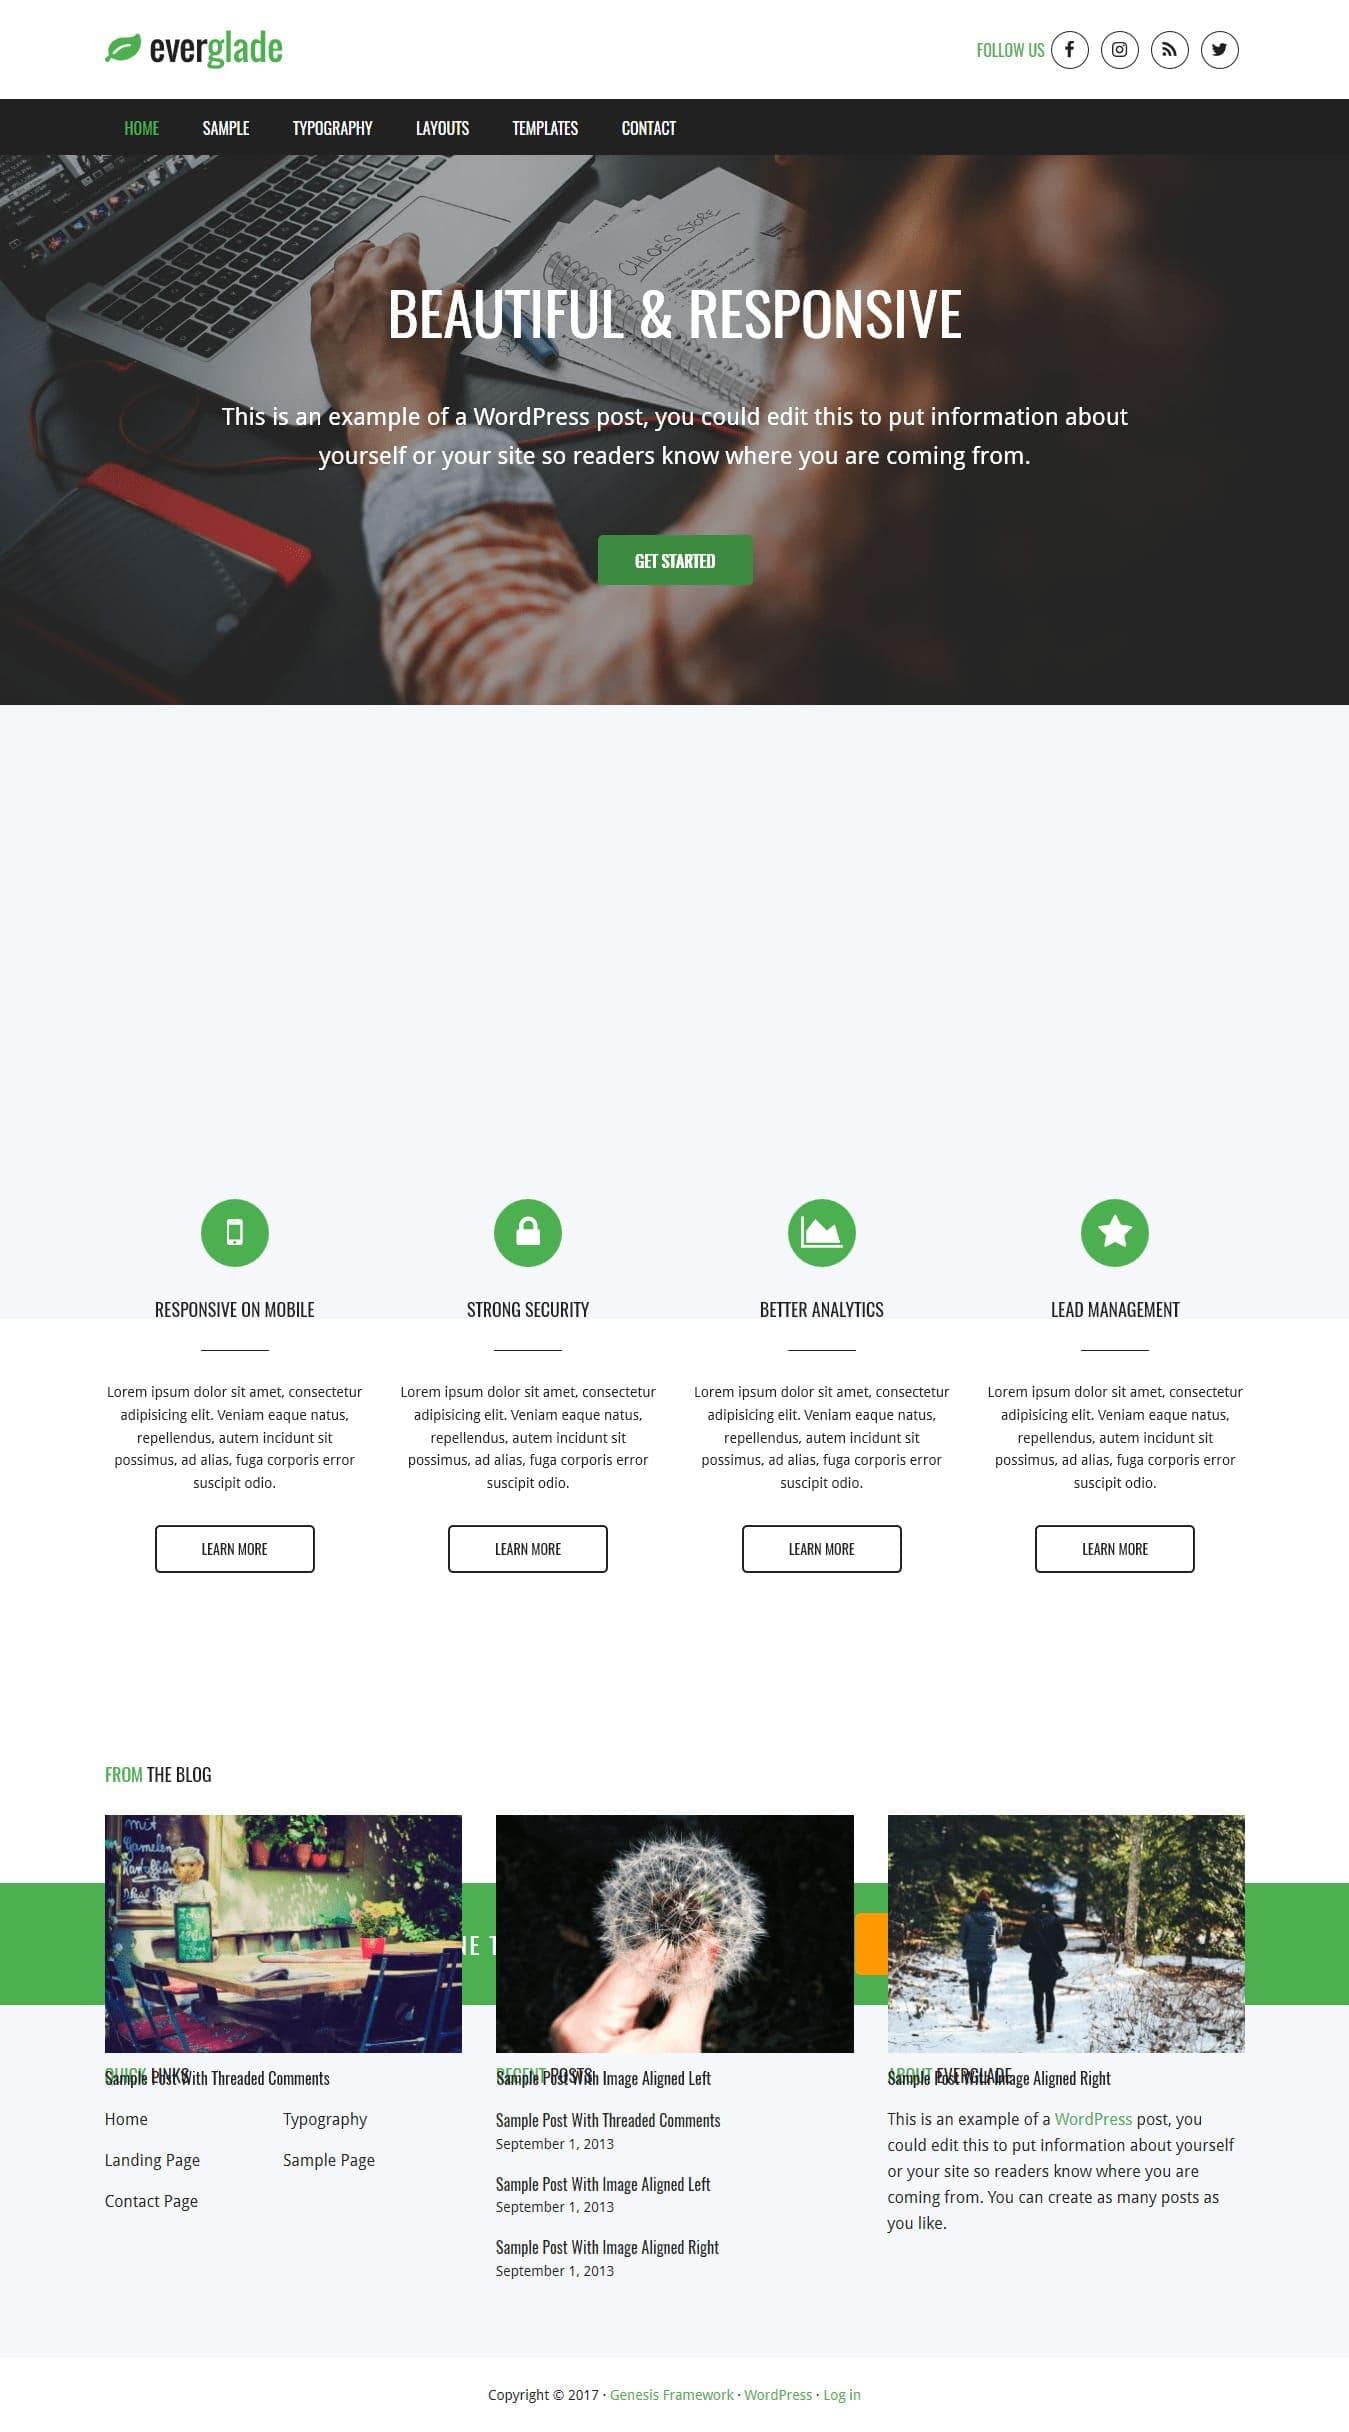 everglade
FOLLOW US
HOME SAMPLE TYPOGRAPHY LAYOUTS TEMPLATES CONTACT
CHLOE'S STORE
BEAUTIFUL & RESPONSIVE
This is an example of a WordPress post, you could edit this to put information about
yourself or your site so readers know where you are coming from.
GET STARTED
RESPONSIVE ON MOBILE
STRONG SECURITY
BETTER ANALYTICS
LEAD MANAGEMENT
Lorem ipsum dolor sit amet, consectetur
adipisicing elit. Veniam eaque natus,
repellendus, autem incidunt sit
possimus, ad alias, fuga corporis error
suscipit odio.
Lorem ipsum dolor sit amet, consectetur
adipisicing elit. Veniam eaque natus,
repellendus, autem incidunt sit
possimus, ad alias, fuga corporis error
suscipit odio.
Lorem ipsum dolor sit amet, consectetur
adipisicing elit. Veniam eaque natus,
repellendus, autem incidunt sit
possimus, ad alias, fuga corporis error
suscipit odio.
Lorem ipsum dolor sit amet, consectetur
adipisicing elit. Veniam eaque natus,
repellendus, autem incidunt sit
possimus, ad alias, fuga corporis error
suscipit odio.
LEARN MORE
LEARN MORE
LEARN MORE
LEARN MORE
FROM THE BLOG
mit
Gamelen
QUICK LINKS
Sample Post With Threaded Comments
Home
Typography
Landing Page
Sample Page
Contact Page
RECENT POSTS
Sample Post With Image Aligned Left
Sample Post With Threaded Comments
September 1, 2013
Sample Post With Image Aligned Left
September 1, 2013
Sample Post With Image Aligned Right
September 1, 2013
ABOUT EVERGLADE
Sample Post With Image Aligned Right
This is an example of a WordPress post, you
could edit this to put information about yourself
or your site so readers know where you are
coming from. You can create as many posts as
you like.
Copyright © 2017 · Genesis Framework · WordPress · Log in